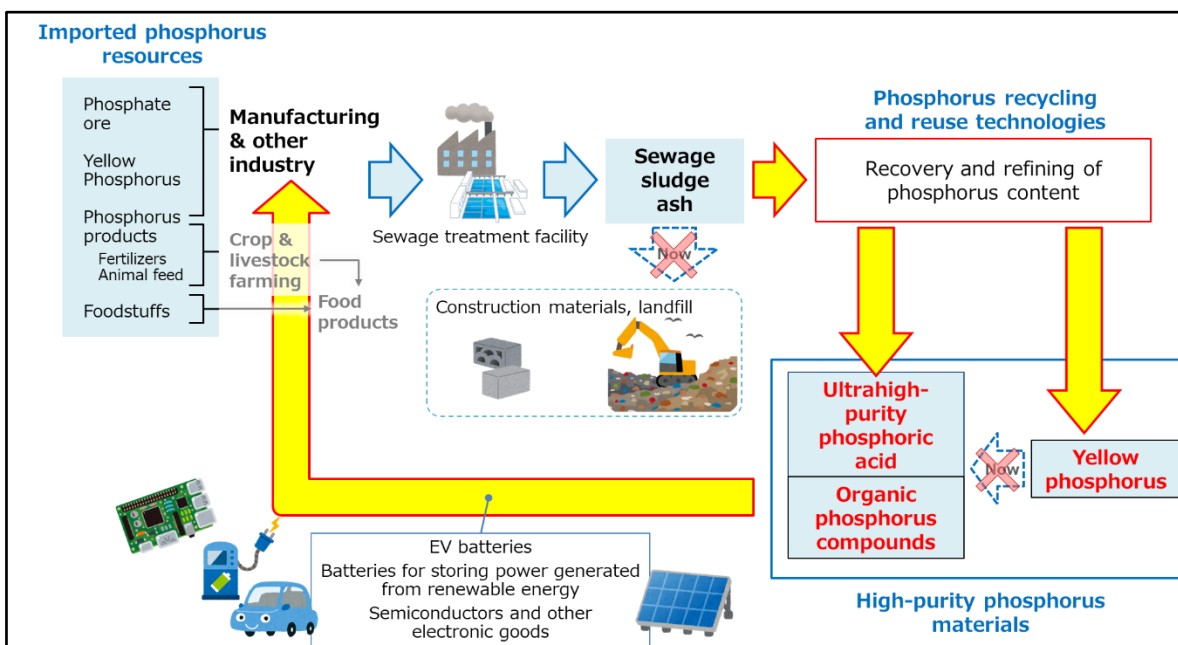 Imported phosphorus
resources
Phosphate
ore
Yellow
Phosphorus
Phosphorus
products
Fertilizers
Animal feed
Foodstuffs
Manufacturing
& other
industry
Crop &
livestock
farming
Food
products
Sewage treatment facility
Sewage
sludge
ash
Now
Construction materials, landfill
Phosphorus recycling
and reuse technologies
Recovery and refining of
phosphorus content
Ultrahigh-
purity
phosphoric
acid
Organic
phosphorus
compounds
Now
Yellow
phosphorus
High-purity phosphorus
materials
EV batteries
Batteries for storing power generated
from renewable energy
Semiconductors and other
electronic goods